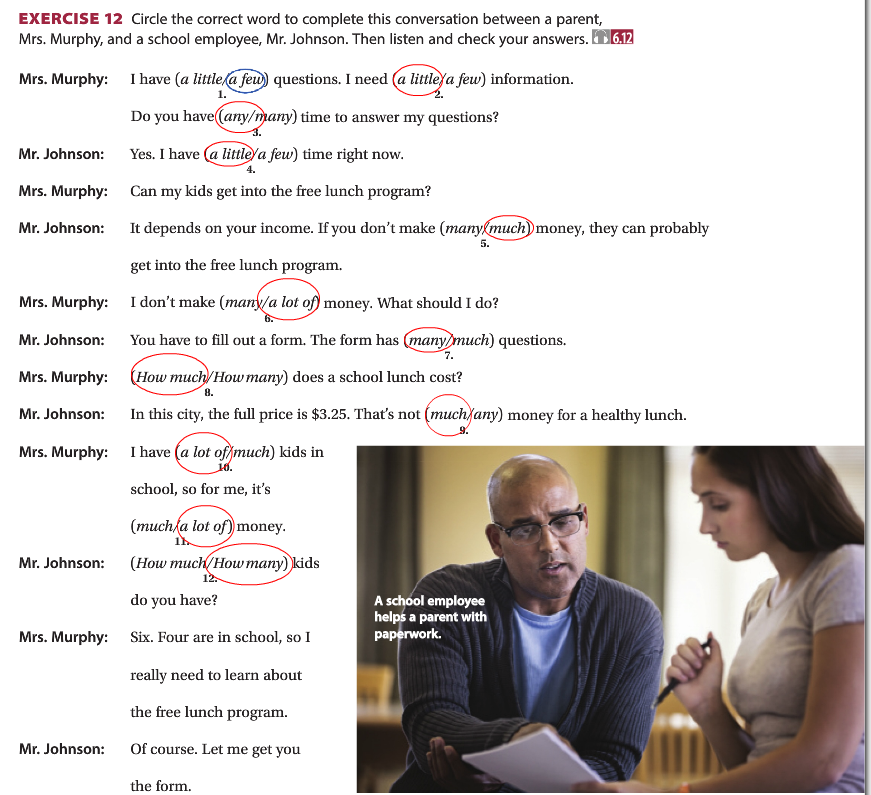 EXERCISE 12 Circle the correct word to complete this conversation between a parent,
Mrs. Murphy, and a school employee, Mr. Johnson. Then listen and check your answers. 6.12
Mrs. Murphy: I have (a little/a few) questions. I need (a little/a few) information.
1. 2.
Do you have (any/many) time to answer my questions?
3.
Mr. Johnson: Yes. I have (a little/a few) time right now.
4.
Mrs. Murphy: Can my kids get into the free lunch program?
Mr. Johnson: It depends on your income. If you don't make (many/much) money, they can probably
5.
get into the free lunch program.
Mrs. Murphy: I don't make (many/a lot of) money. What should I do?
6.
Mr. Johnson: You have to fill out a form. The form has (many/much) questions.
7.
Mrs. Murphy: (How much/How many) does a school lunch cost?
8.
Mr. Johnson: In this city, the full price is $3.25. That's not (much/any) money for a healthy lunch.
9.
Mrs. Murphy: I have (a lot of/much) kids in
10.
school, so for me, it's
(much/a lot of) money.
11.
Mr. Johnson: (How much/How many) kids
12.
do you have?
Mrs. Murphy: Six. Four are in school, so I
really need to learn about
the free lunch program.
Mr. Johnson: Of course. Let me get you
the form.
A school employee
helps a parent with
paperwork.